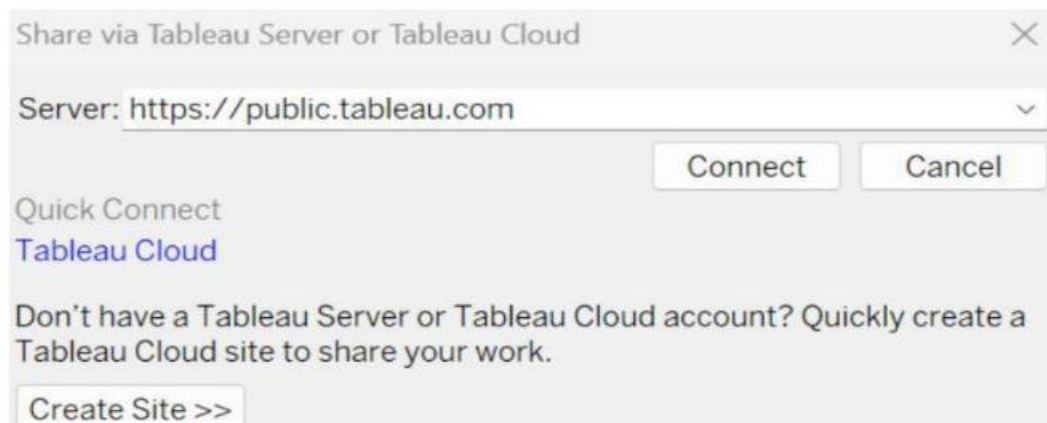 Share via Tableau Server or Tableau Cloud
Server: https://public.tableau.com
Connect Cancel
Quick Connect
Tableau Cloud
Don't have a Tableau Server or Tableau Cloud account? Quickly create a
Tableau Cloud site to share your work.
Create Site >>